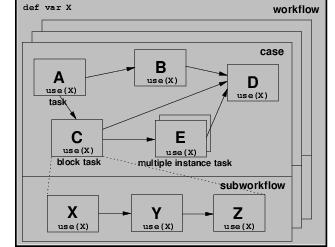 def var X
workflow
case
B
use(X)
A
use(X)
task
D
use(X)
C
use(X)
block task
E
use(X)
multiple instance task
subworkflow
X
use(X)
Y
use(X)
Z
use(X)